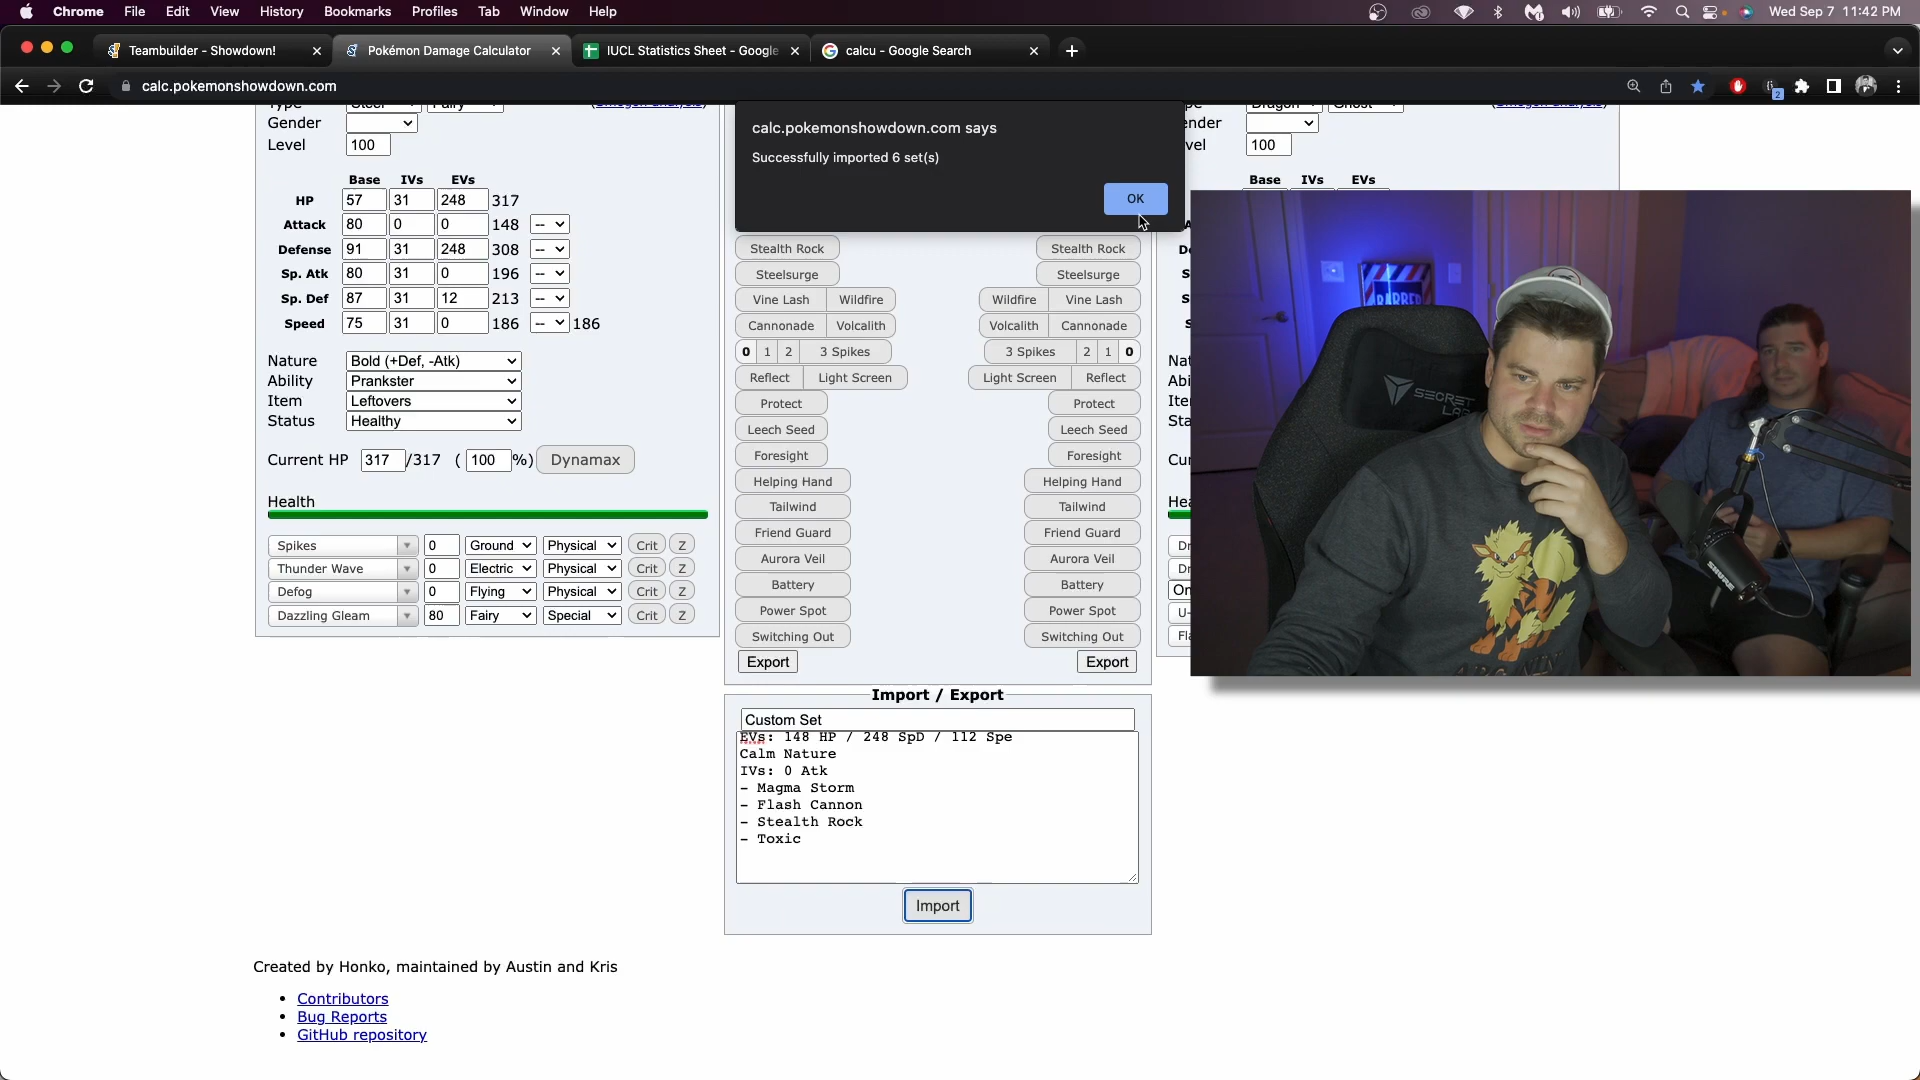 Chrome File Edit View History Bookmarks Profiles Tab Window Help Wed Sep 7 11:42 PM
Teambuilder - Showdown! Pokémon Damage Calculator IUCL Statistics Sheet - Google calcu - Google Search
calc.pokemonshowdown.com
calc.pokemonshowdown.com says
Successfully imported 6 set(s)
OK
Gender
Level 100
Base IVs EVs
HP 57 31 248 317
Attack 80 0 0 148 --
Defense 91 31 248 308 --
Sp. Atk 80 31 0 196 --
Sp. Def 87 31 12 213 --
Speed 75 31 0 186 -- 186
Nature Bold (+Def, -Atk)
Ability Prankster
Item Leftovers
Status Healthy
Current HP 317/317 ( 100 %) Dynamax
Health
Spikes 0 Ground Physical Crit Z
Thunder Wave 0 Electric Physical Crit Z
Defog 0 Flying Physical Crit Z
Dazzling Gleam 80 Fairy Special Crit Z
Stealth Rock Stealth Rock
Steelsurge Steelsurge
Vine Lash Wildfire Wildfire Vine Lash
Cannonade Volcalith Volcalith Cannonade
0 1 2 3 Spikes 3 Spikes 2 1 0
Reflect Light Screen Light Screen Reflect
Protect Protect
Leech Seed Leech Seed
Foresight Foresight
Helping Hand Helping Hand
Tailwind Tailwind
Friend Guard Friend Guard
Aurora Veil Aurora Veil
Battery Battery
Power Spot Power Spot
Switching Out Switching Out
Export Export
Import / Export
Custom Set
EVs: 148 HP / 248 SpD / 112 Spe
Calm Nature
IVs: 0 Atk
- Magma Storm
- Flash Cannon
- Stealth Rock
- Toxic
Import
100
Base IVs EVs
SECRET
BARBER
SHURE
Created by Honko, maintained by Austin and Kris
• Contributors
• Bug Reports
• GitHub repository